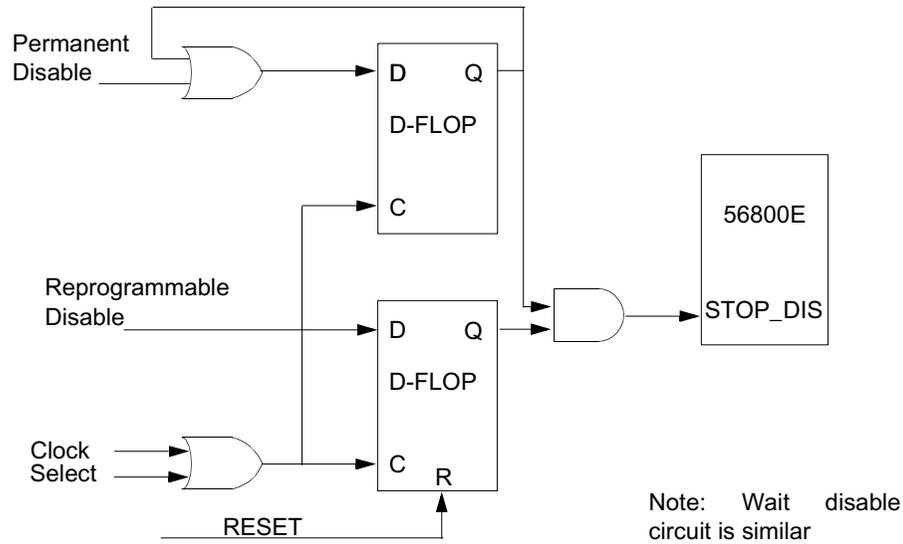 Permanent
Disable
D Q
D-FLOP
C
56800E
STOP_DIS
Reprogrammable
Disable
D Q
D-FLOP
C
R
Clock
Select
RESET
Note: Wait disable
circuit is similar